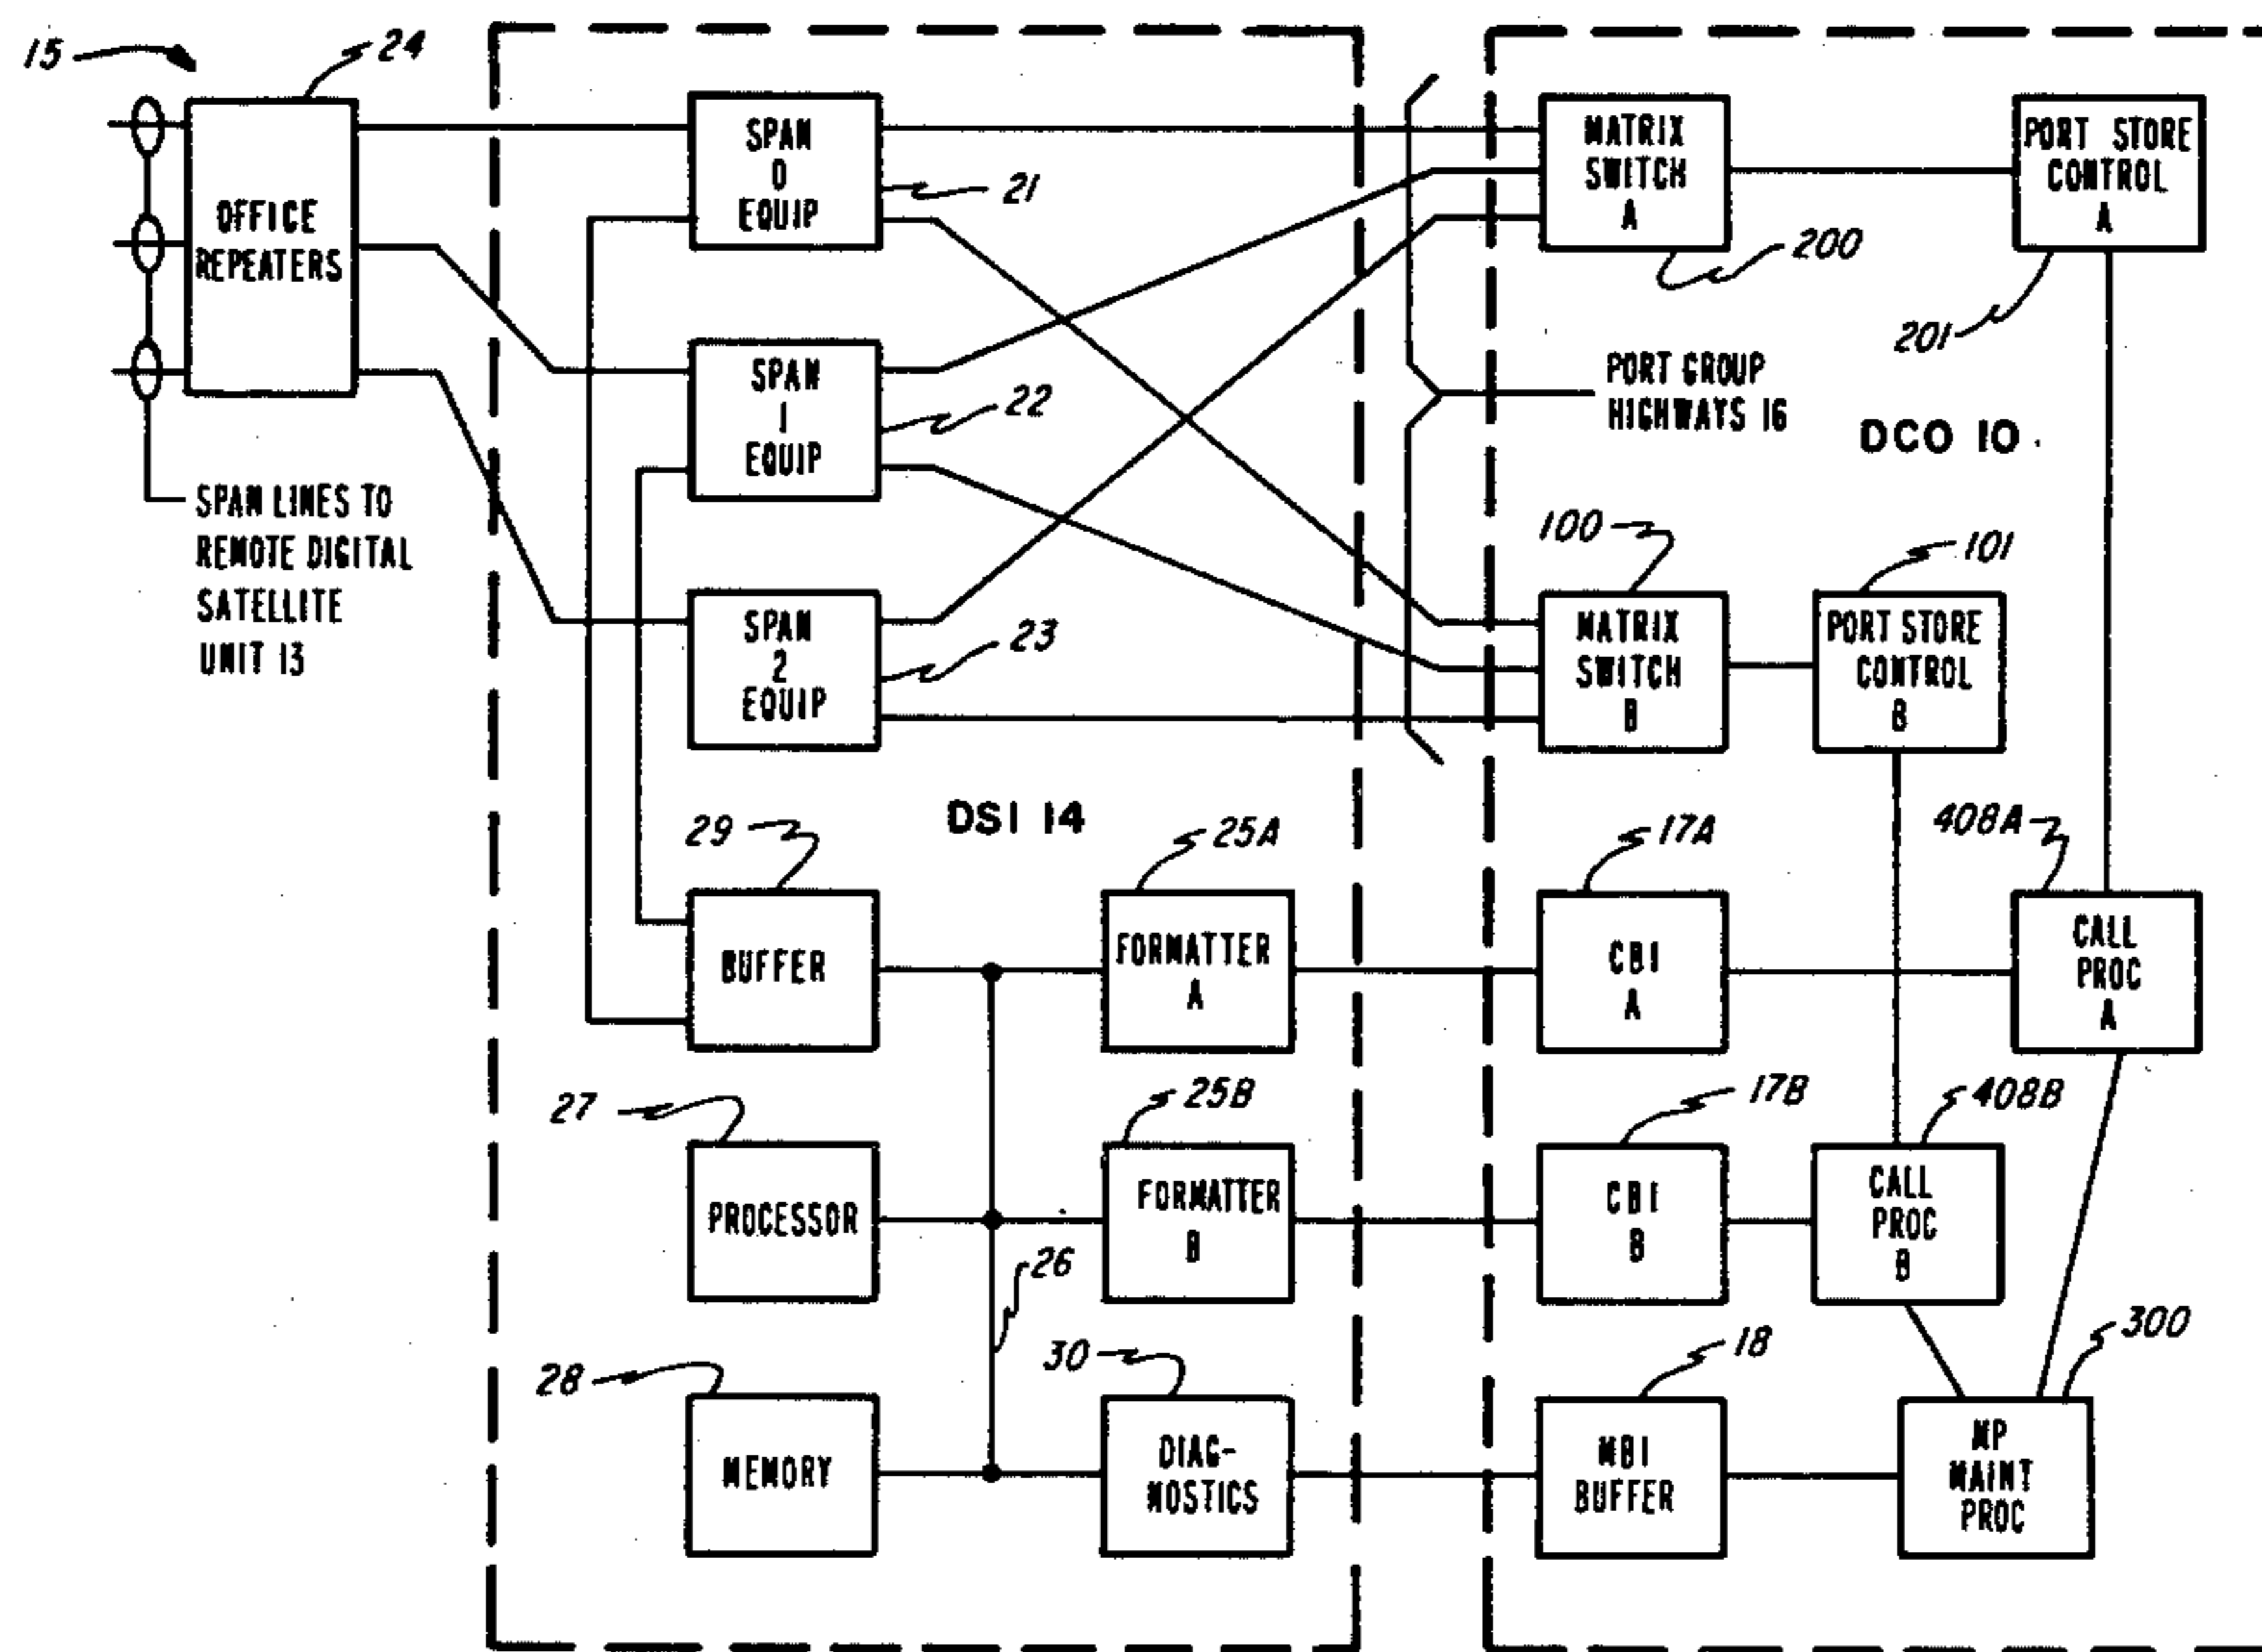 15
24
OFFICE
REPEATERS
SPAN LINES TO
REMOTE DIGITAL
SATELLITE
UNIT 13
SPAN
0
EQUIP
21
SPAN
1
EQUIP
22
SPAN
2
EQUIP
23
DSI 14
29
BUFFER
25A
FORMATTER
A
27
PROCESSOR
25B
FORMATTER
B
26
28
MEMORY
30
DIAG-
NOSTICS
MATRIX
SWITCH
A
200
PORT STORE
CONTROL
A
201
PORT GROUP
HIGHWAYS 16
DCO 10
100
MATRIX
SWITCH
B
101
PORT STORE
CONTROL
B
17A
CBI
A
408A
CALL
PROC
A
17B
CBI
B
408B
CALL
PROC
B
18
MBI
BUFFER
300
MP
MAINT
PROC